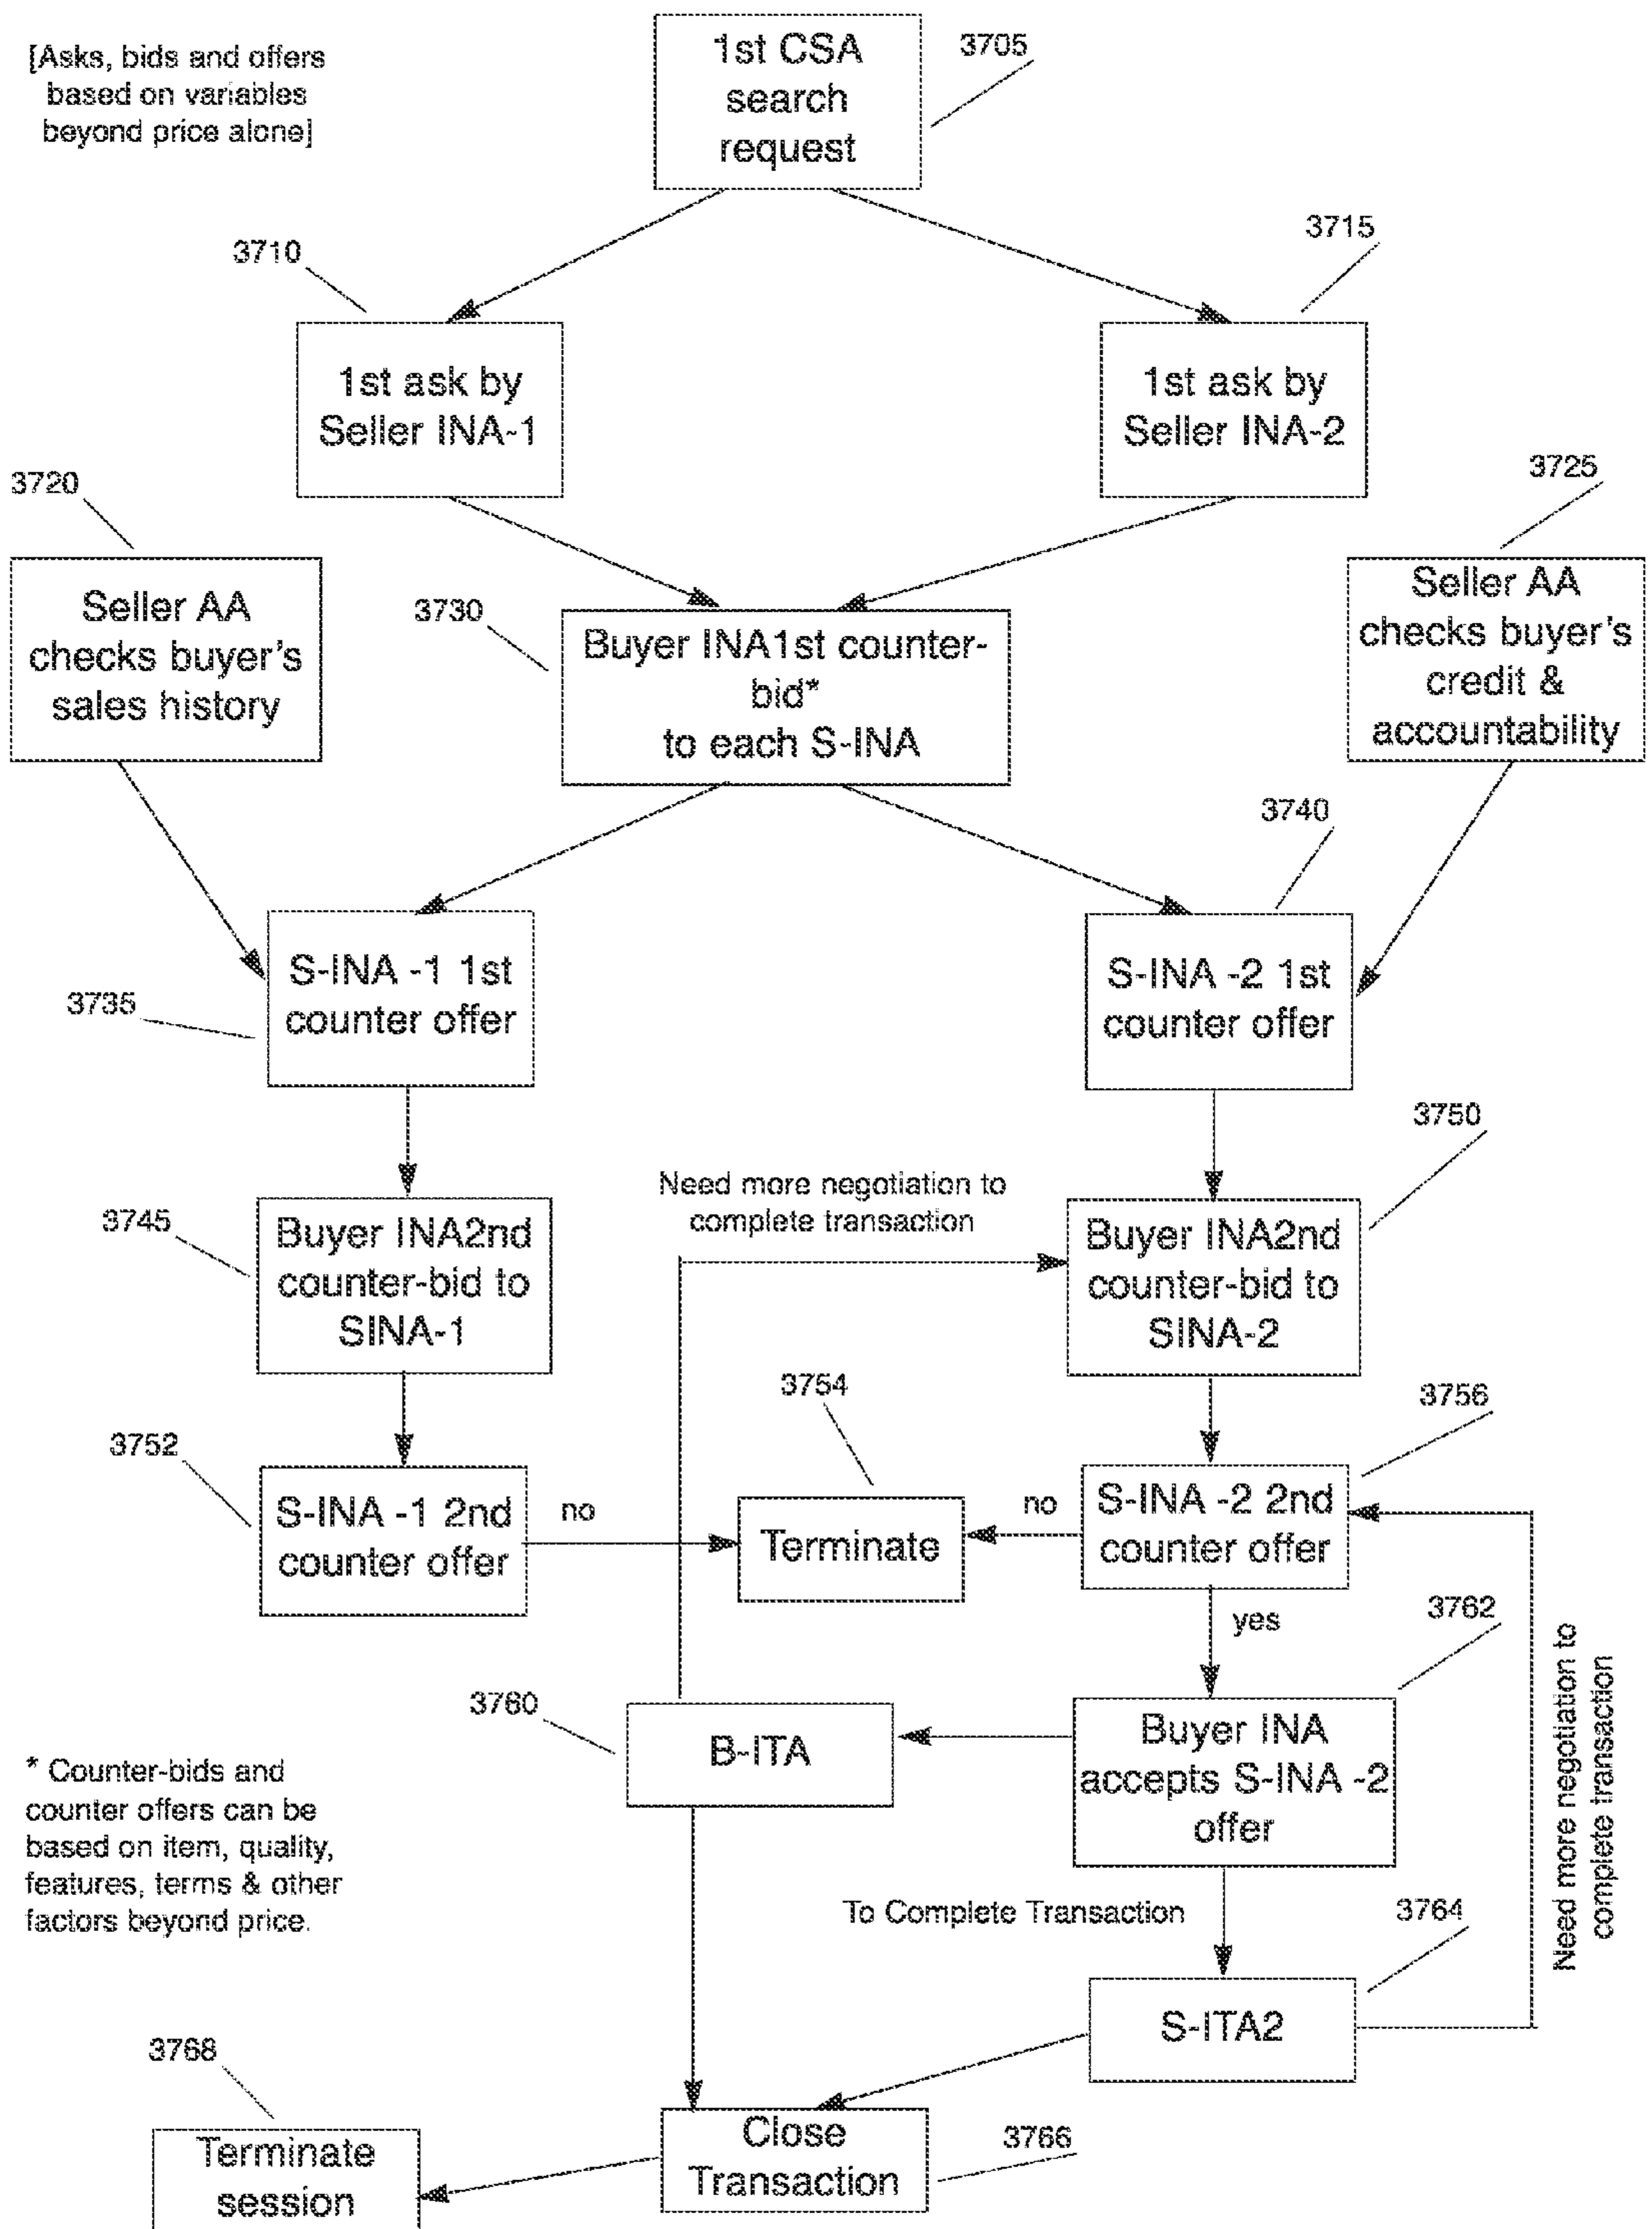 [Asks, bids and offers
based on variables
beyond price alone]
1st CSA
search
request
3705
3710
3715
1st ask by
Seller INA-1
1st ask by
Seller INA-2
3720
3725
Seller AA
checks buyer's
sales history
3730
Buyer INA1st counter-
bid*
to each S-INA
Seller AA
checks buyer's
credit &
accountability
3740
S-INA -1 1st
counter offer
3735
S-INA -2 1st
counter offer
3750
Need more negotiation to
complete transaction
3745
Buyer INA2nd
counter-bid to
SINA-1
Buyer INA2nd
counter-bid to
SINA-2
3754
3756
3752
S-INA -1 2nd
counter offer
no
Terminate
no
S-INA -2 2nd
counter offer
yes
3762
Need more negotiation to
complete transaction
3760
B-ITA
Buyer INA
accepts S-INA -2
offer
* Counter-bids and
counter offers can be
based on item, quality,
features, terms & other
factors beyond price.
To Complete Transaction
3764
S-ITA2
3768
Terminate
session
Close
Transaction
3766